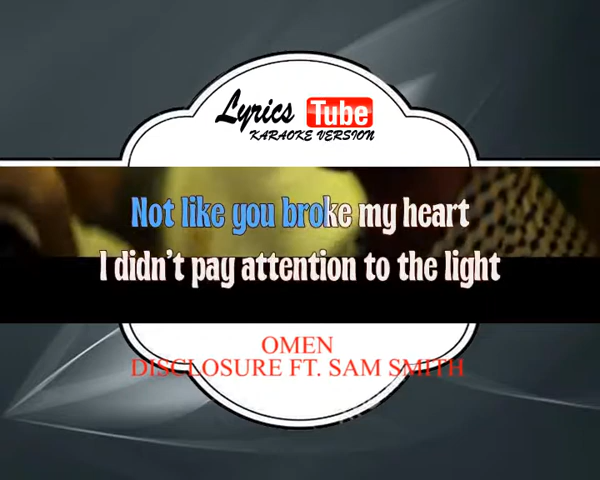 Lyrics Tube
KARAOKE VERSION
Not like you broke my heart
I didn't pay attention to the light
OMEN
DISCLOSURE FT. SAM SMITH